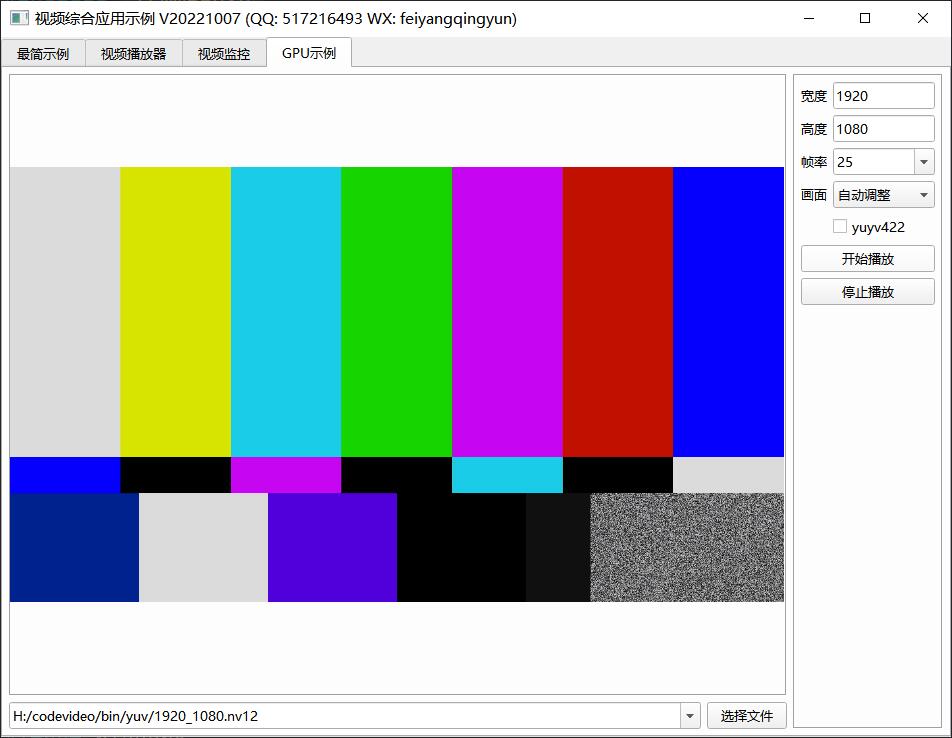 视频综合应用示例 V20221007 (QQ: 517216493 WX: feiyangqingyun)
最简示例 视频播放器 视频监控 GPU示例
宽度 1920
高度 1080
帧率 25
画面 自动调整
yuyv422
开始播放
停止播放
H:/codevideo/bin/yuv/1920_1080.nv12 选择文件